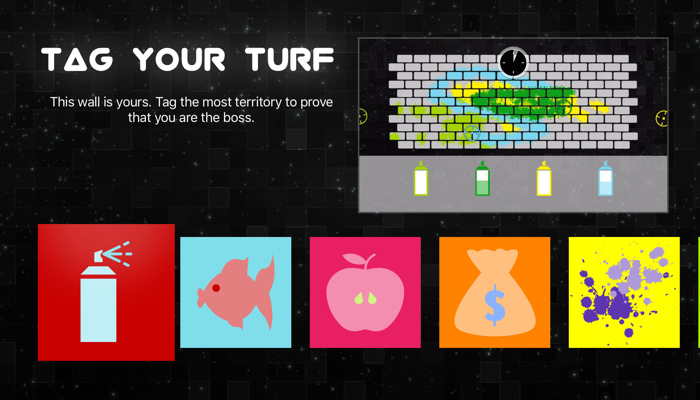 TAG YOUR TURF
This wall is yours. Tag the most territory to prove
that you are the boss.
$